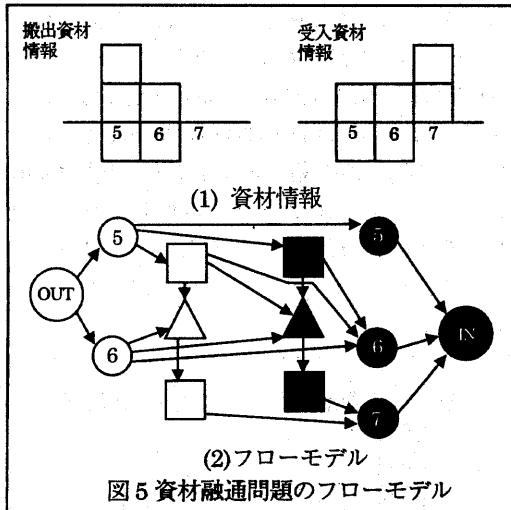 搬出資材
情報
受入資材
情報
5 6 7
5 6 7
(1) 資材情報
5
5
OUT
IN
6
6
7
(2)フローモデル
図5 資材融通問題のフローモデル